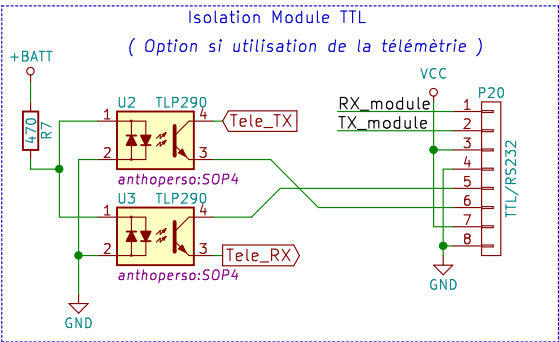 Isolation Module TTL
( Option si utilisation de la télémètrie )
+BATT
470
R7
U2
TLP290
1
2
4
3
anthoperso:SOP4
Tele_TX
U3
TLP290
1
2
4
3
anthoperso:SOP4
Tele_RX
GND
VCC
P20
RX_module
TX_module
1
2
3
4
5
6
7
8
TTL/RS232
GND